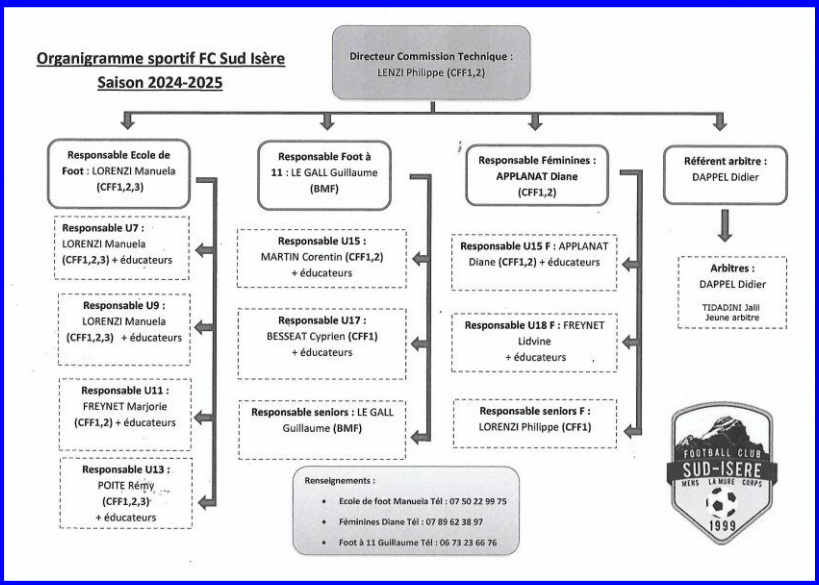 Organigramme sportif FC Sud Isère
Saison 2024-2025
Directeur Commission Technique :
LENZI Philippe (CFF1,2)
Responsable Ecole de
Foot : LORENZI Manuela
(CFF1,2,3)
Responsable Foot à
11 : LE GALL Guillaume
(BMF)
Responsable Féminines :
APPLANAT Diane
(CFF1,2)
Référent arbitre :
DAPPEL Didier
Responsable U7 :
LORENZI Manuela
(CFF1,2,3) + éducateurs
Responsable U9 :
LORENZI Manuela
(CFF1,2,3) + éducateurs
Responsable U11 :
FREYNET Marjorie
(CFF1,2) + éducateurs
Responsable U13 :
POITE Rémy
(CFF1,2,3)
+ éducateurs
Responsable U15 :
MARTIN Corentin (CFF1,2)
+ éducateurs
Responsable U17 :
BESSEAT Cyprien (CFF1)
+ éducateurs
Responsable seniors : LE GALL
Guillaume (BMF)
Responsable U15 F : APPLANAT
Diane (CFF1,2) + éducateurs
Responsable U18 F : FREYNET
Lidvine
+ éducateurs
Responsable seniors F :
LORENZI Philippe (CFF1)
Arbitres :
DAPPEL Didier
TIDADINI Jalil
Jeune arbitre
Renseignements :
• Ecole de foot Manuela Tél : 07 50 22 99 75
• Féminines Diane Tél : 07 89 62 38 97
• Foot à 11 Guillaume Tél : 06 73 23 66 76
FOOTBALL CLUB
SUD-ISERE
MENS LA MURE CORPS
1999